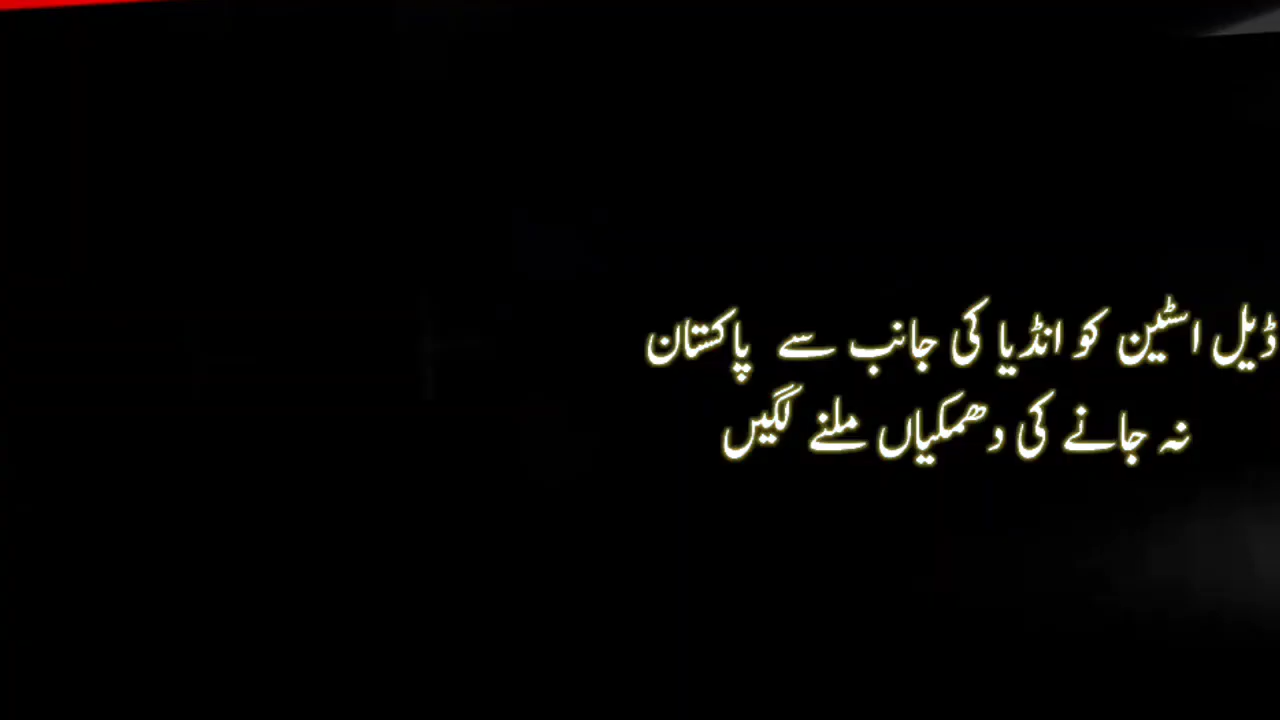 ڈیل اسٹین کو انڈیا کی جانب سے پاکستان
نہ جانے کی دھمکیاں ملنے لگیں